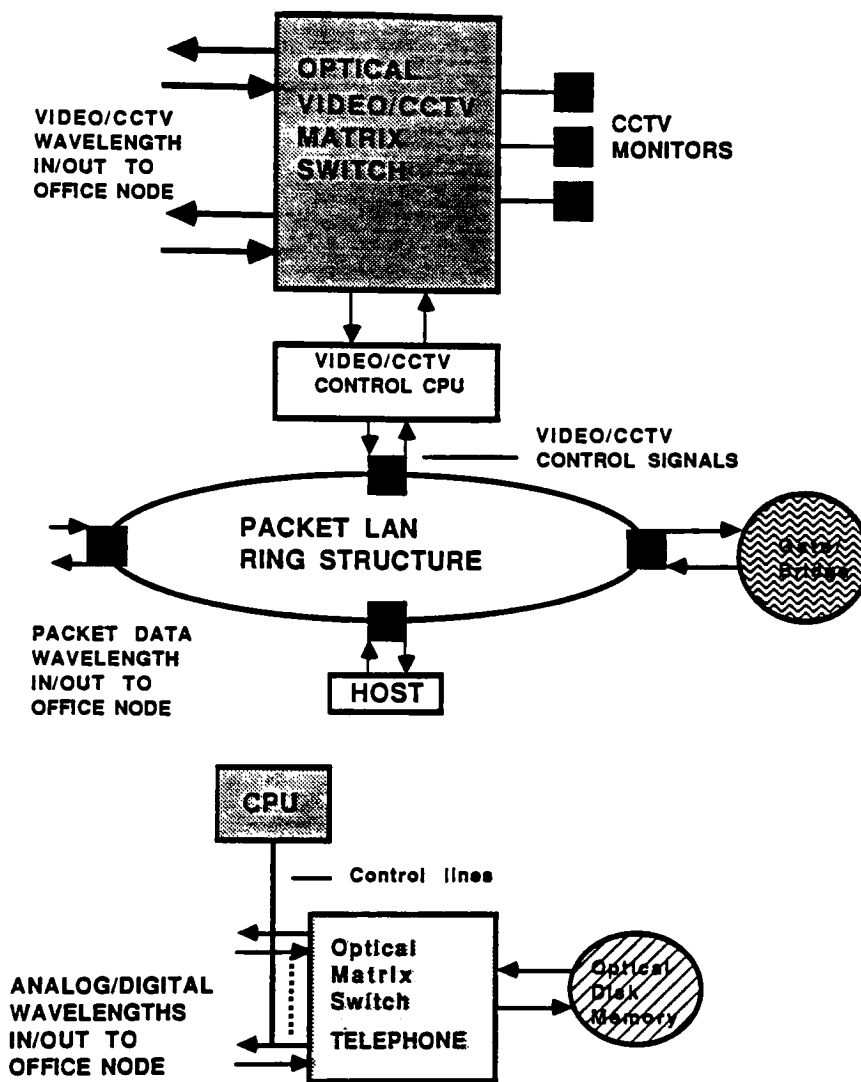 OPTICAL
VIDEO/CCTV
MATRIX
SWITCH
VIDEO/CCTV
WAVELENGTH
IN/OUT TO
OFFICE NODE
CCTV
MONITORS
VIDEO/CCTV
CONTROL CPU
VIDEO/CCTV
CONTROL SIGNALS
PACKET LAN
RING STRUCTURE
Bridge
PACKET DATA
WAVELENGTH
IN/OUT TO
OFFICE NODE
HOST
CPU
Control lines
Optical
Matrix
Switch
TELEPHONE
ANALOG/DIGITAL
WAVELENGTHS
IN/OUT TO
OFFICE NODE
Optical
Disk
Memory